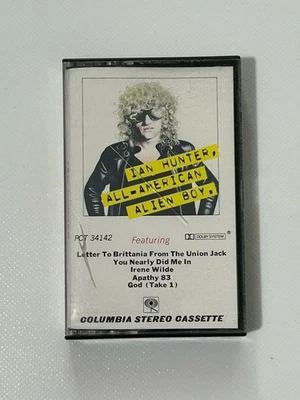 IAN HUNTER,
ALL-AMERICAN
ALIEN BOY.
PCT 34142
Featuring
DOLBY SYSTEM
Letter To Brittania From The Union Jack
You Nearly Did Me In
Irene Wilde
Apathy 83
God (Take 1)
COLUMBIA STEREO CASSETTE